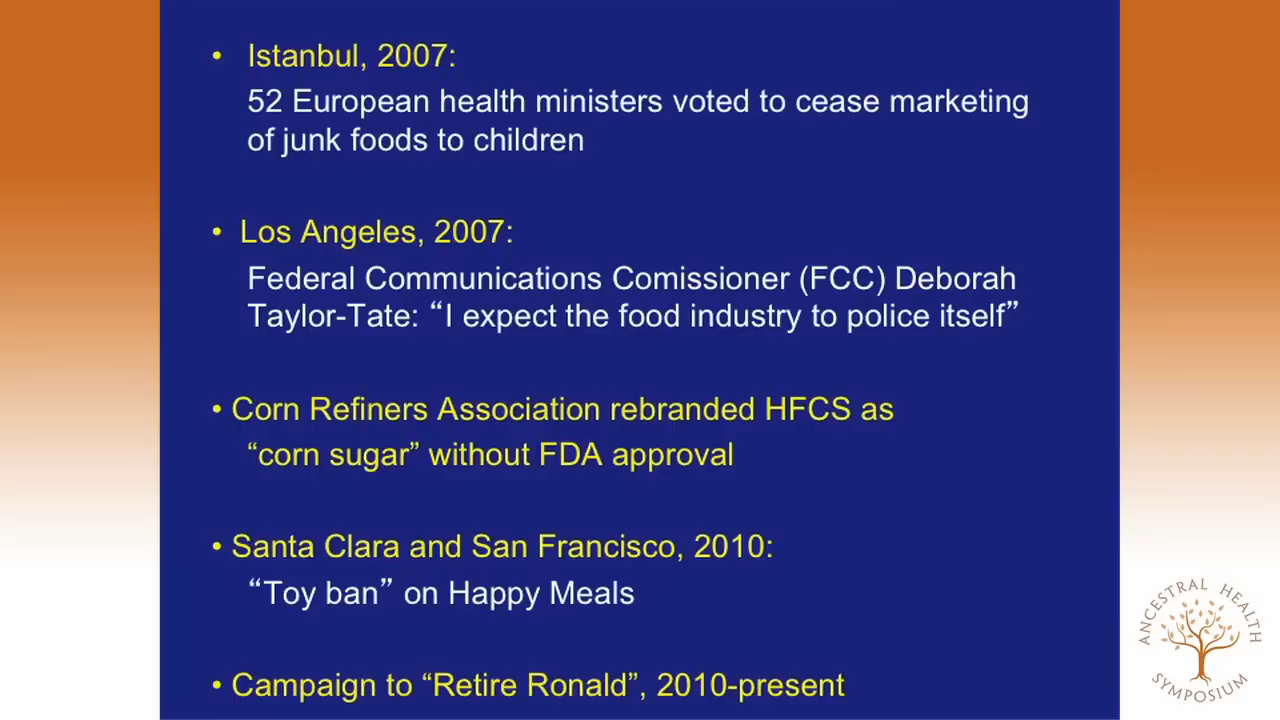 • Istanbul, 2007:
52 European health ministers voted to cease marketing
of junk foods to children
• Los Angeles, 2007:
Federal Communications Comissioner (FCC) Deborah
Taylor-Tate: “I expect the food industry to police itself”
• Corn Refiners Association rebranded HFCS as
“corn sugar” without FDA approval
• Santa Clara and San Francisco, 2010:
“Toy ban” on Happy Meals
• Campaign to “Retire Ronald”, 2010-present
ANCESTRAL HEALTH
SYMPOSIUM